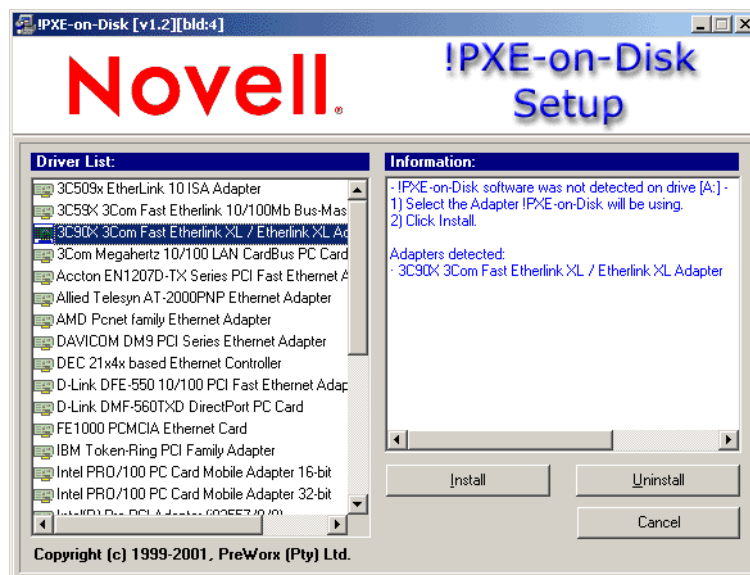 !PXE-on-Disk [v1.2][bld:4]
Novell.
!PXE-on-Disk
Setup
Driver List:
3C509x EtherLink 10 ISA Adapter
3C59X 3Com Fast Etherlink 10/100Mb Bus-Mas
3C90X 3Com Fast Etherlink XL / Etherlink XL Ad
3Com Megahertz 10/100 LAN CardBus PC Card
Accton EN1207D-TX Series PCI Fast Ethernet A
Allied Telesyn AT-2000PNP Ethernet Adapter
AMD Pcnet family Ethernet Adapter
DAVICOM DM9 PCI Series Ethernet Adapter
DEC 21x4x based Ethernet Controller
D-Link DFE-550 10/100 PCI Fast Ethernet Adap
D-Link DMF-560TXD DirectPort PC Card
FE1000 PCMCIA Ethernet Card
IBM Token-Ring PCI Family Adapter
Intel PRO/100 PC Card Mobile Adapter 16-bit
Intel PRO/100 PC Card Mobile Adapter 32-bit
Information:
- !PXE-on-Disk software was not detected on drive [A:] -
1) Select the Adapter !PXE-on-Disk will be using.
2) Click Install.
Adapters detected:
- 3C90X 3Com Fast Etherlink XL / Etherlink XL Adapter
Install
Uninstall
Cancel
Copyright (c) 1999-2001, PreWorx (Pty) Ltd.